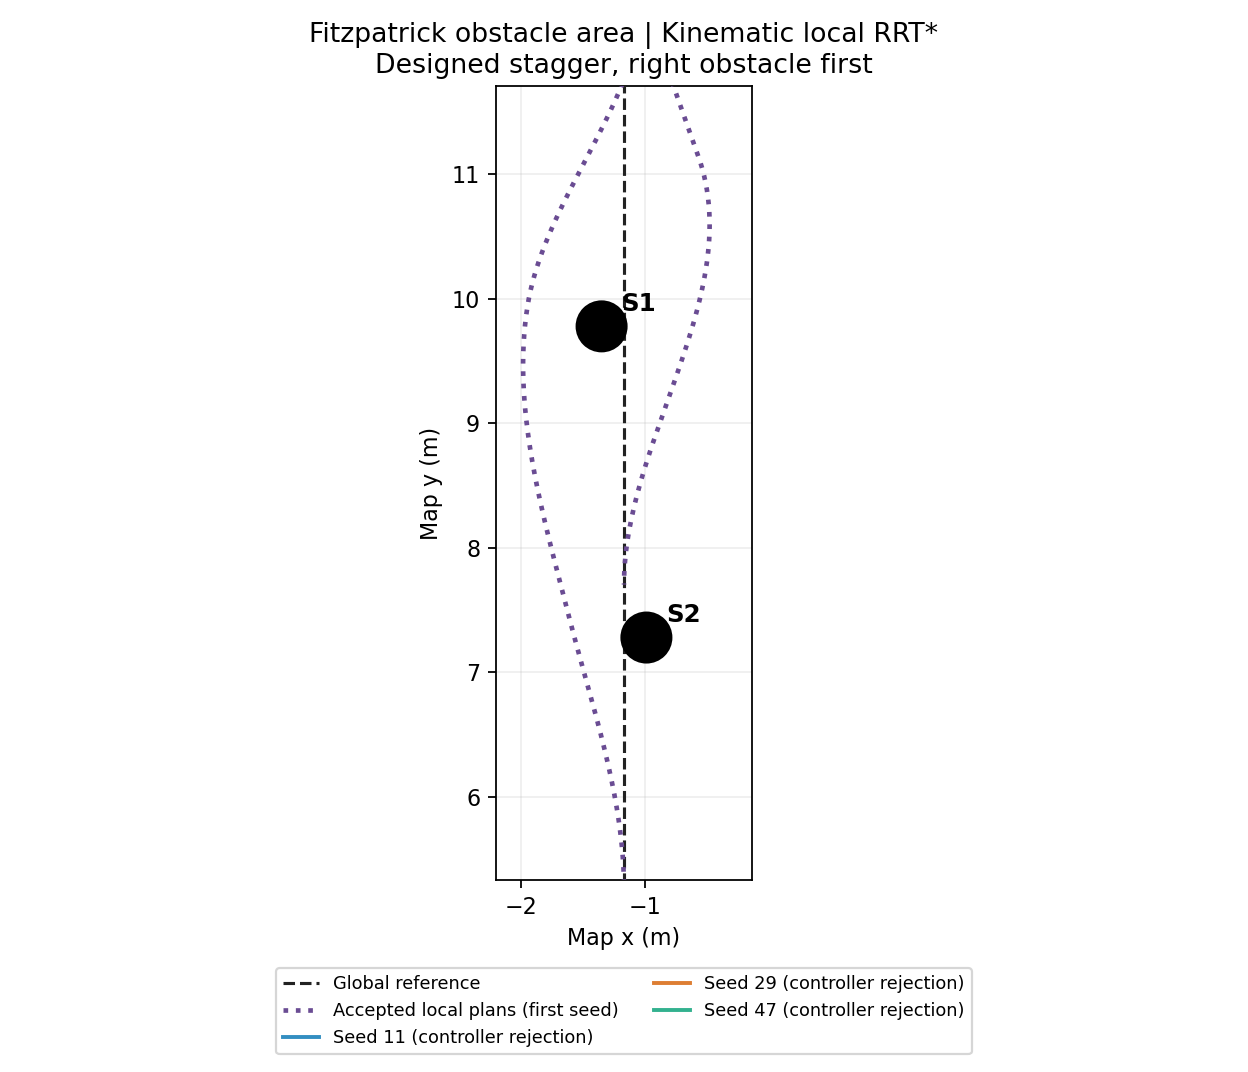 Fitzpatrick obstacle area | Kinematic local RRT*
Designed stagger, right obstacle first
11
10
9
8
7
6
Map y (m)
S1
S2
−2
−1
Map x (m)
Global reference
Accepted local plans (first seed)
Seed 11 (controller rejection)
Seed 29 (controller rejection)
Seed 47 (controller rejection)